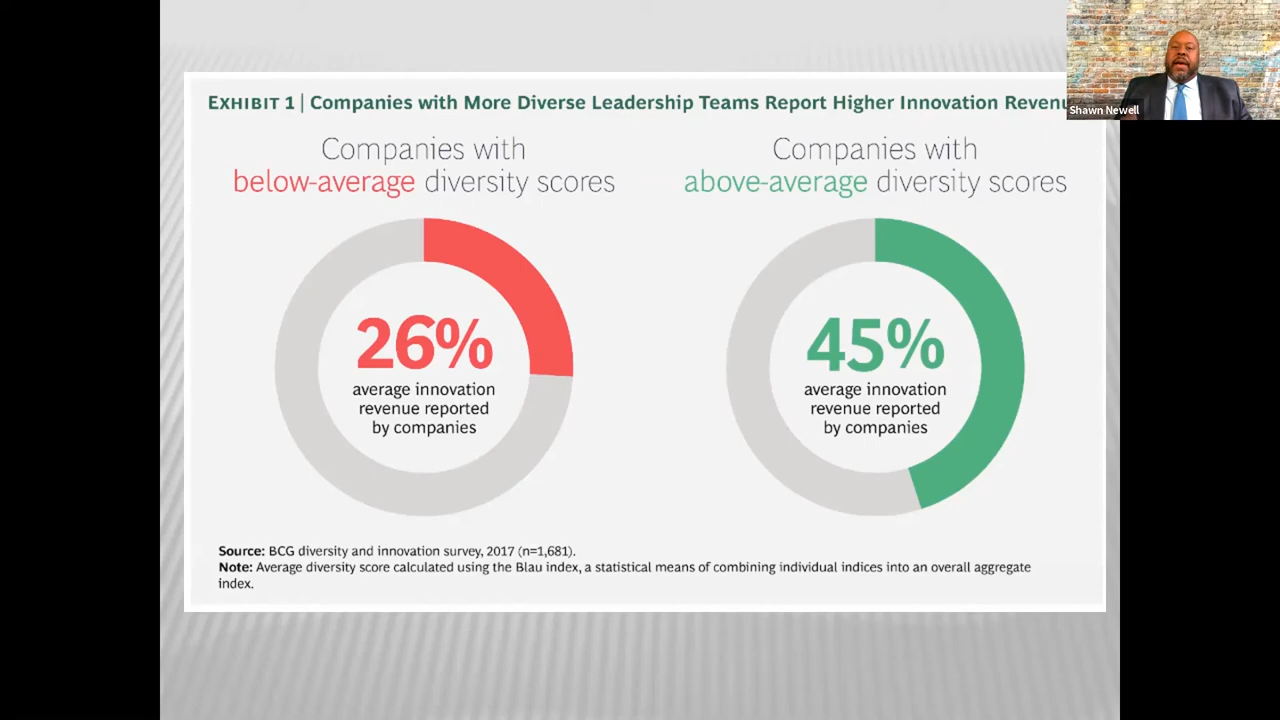 EXHIBIT 1 | Companies with More Diverse Leadership Teams Report Higher Innovation
Shawn Newell
Companies with
below-average diversity scores
26%
average innovation
revenue reported
by companies
Companies with
above-average diversity scores
45%
average innovation
revenue reported
by companies
Source: BCG diversity and innovation survey, 2017 (n=1,681).
Note: Average diversity score calculated using the Blau index, a statistical means of combining individual indices into an overall aggregate
index.